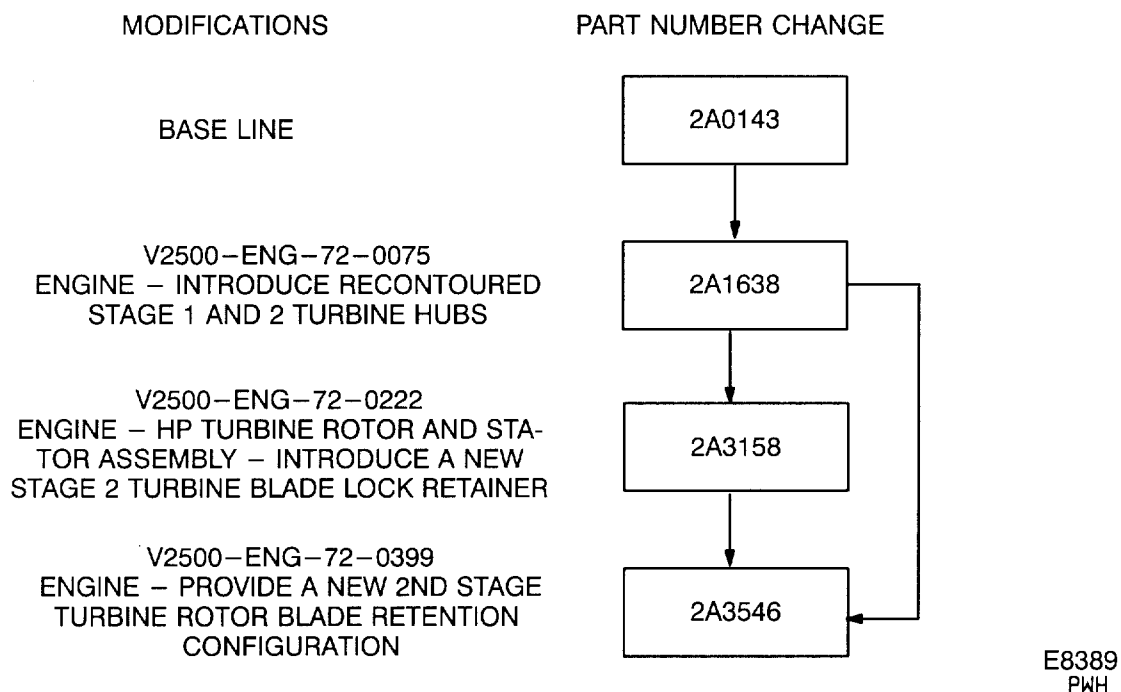 MODIFICATIONS PART NUMBER CHANGE
BASE LINE
2A0143
V2500–ENG–72–0075
ENGINE – INTRODUCE RECONTOURED
STAGE 1 AND 2 TURBINE HUBS
2A1638
V2500–ENG–72–0222
ENGINE – HP TURBINE ROTOR AND STA-
TOR ASSEMBLY – INTRODUCE A NEW
STAGE 2 TURBINE BLADE LOCK RETAINER
2A3158
V2500–ENG–72–0399
ENGINE – PROVIDE A NEW 2ND STAGE
TURBINE ROTOR BLADE RETENTION
CONFIGURATION
2A3546
E8389
PWH